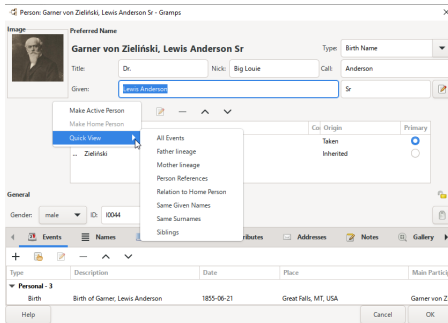 Person: Garner von Zieliński, Lewis Anderson Sr - Gramps
Image
Preferred Name
Garner von Zieliński, Lewis Anderson Sr
Type: Birth Name
Title: Dr. Nick: Big Louie Call: Anderson
Given: Lewis Anderson Sr
Make Active Person
Make Home Person
Quick View
All Events
Father lineage
Mother lineage
Person References
Relation to Home Person
Same Given Names
Same Surnames
Siblings
Origin Primary
Taken
Zieliński Inherited
General
Gender: male ID: I0044
Events Names Addresses Notes Gallery
Type Description Date Place Main
Personal - 3
Birth Birth of Garner, Lewis Anderson 1855-06-21 Great Falls, MT, USA Garner von
Help Cancel OK